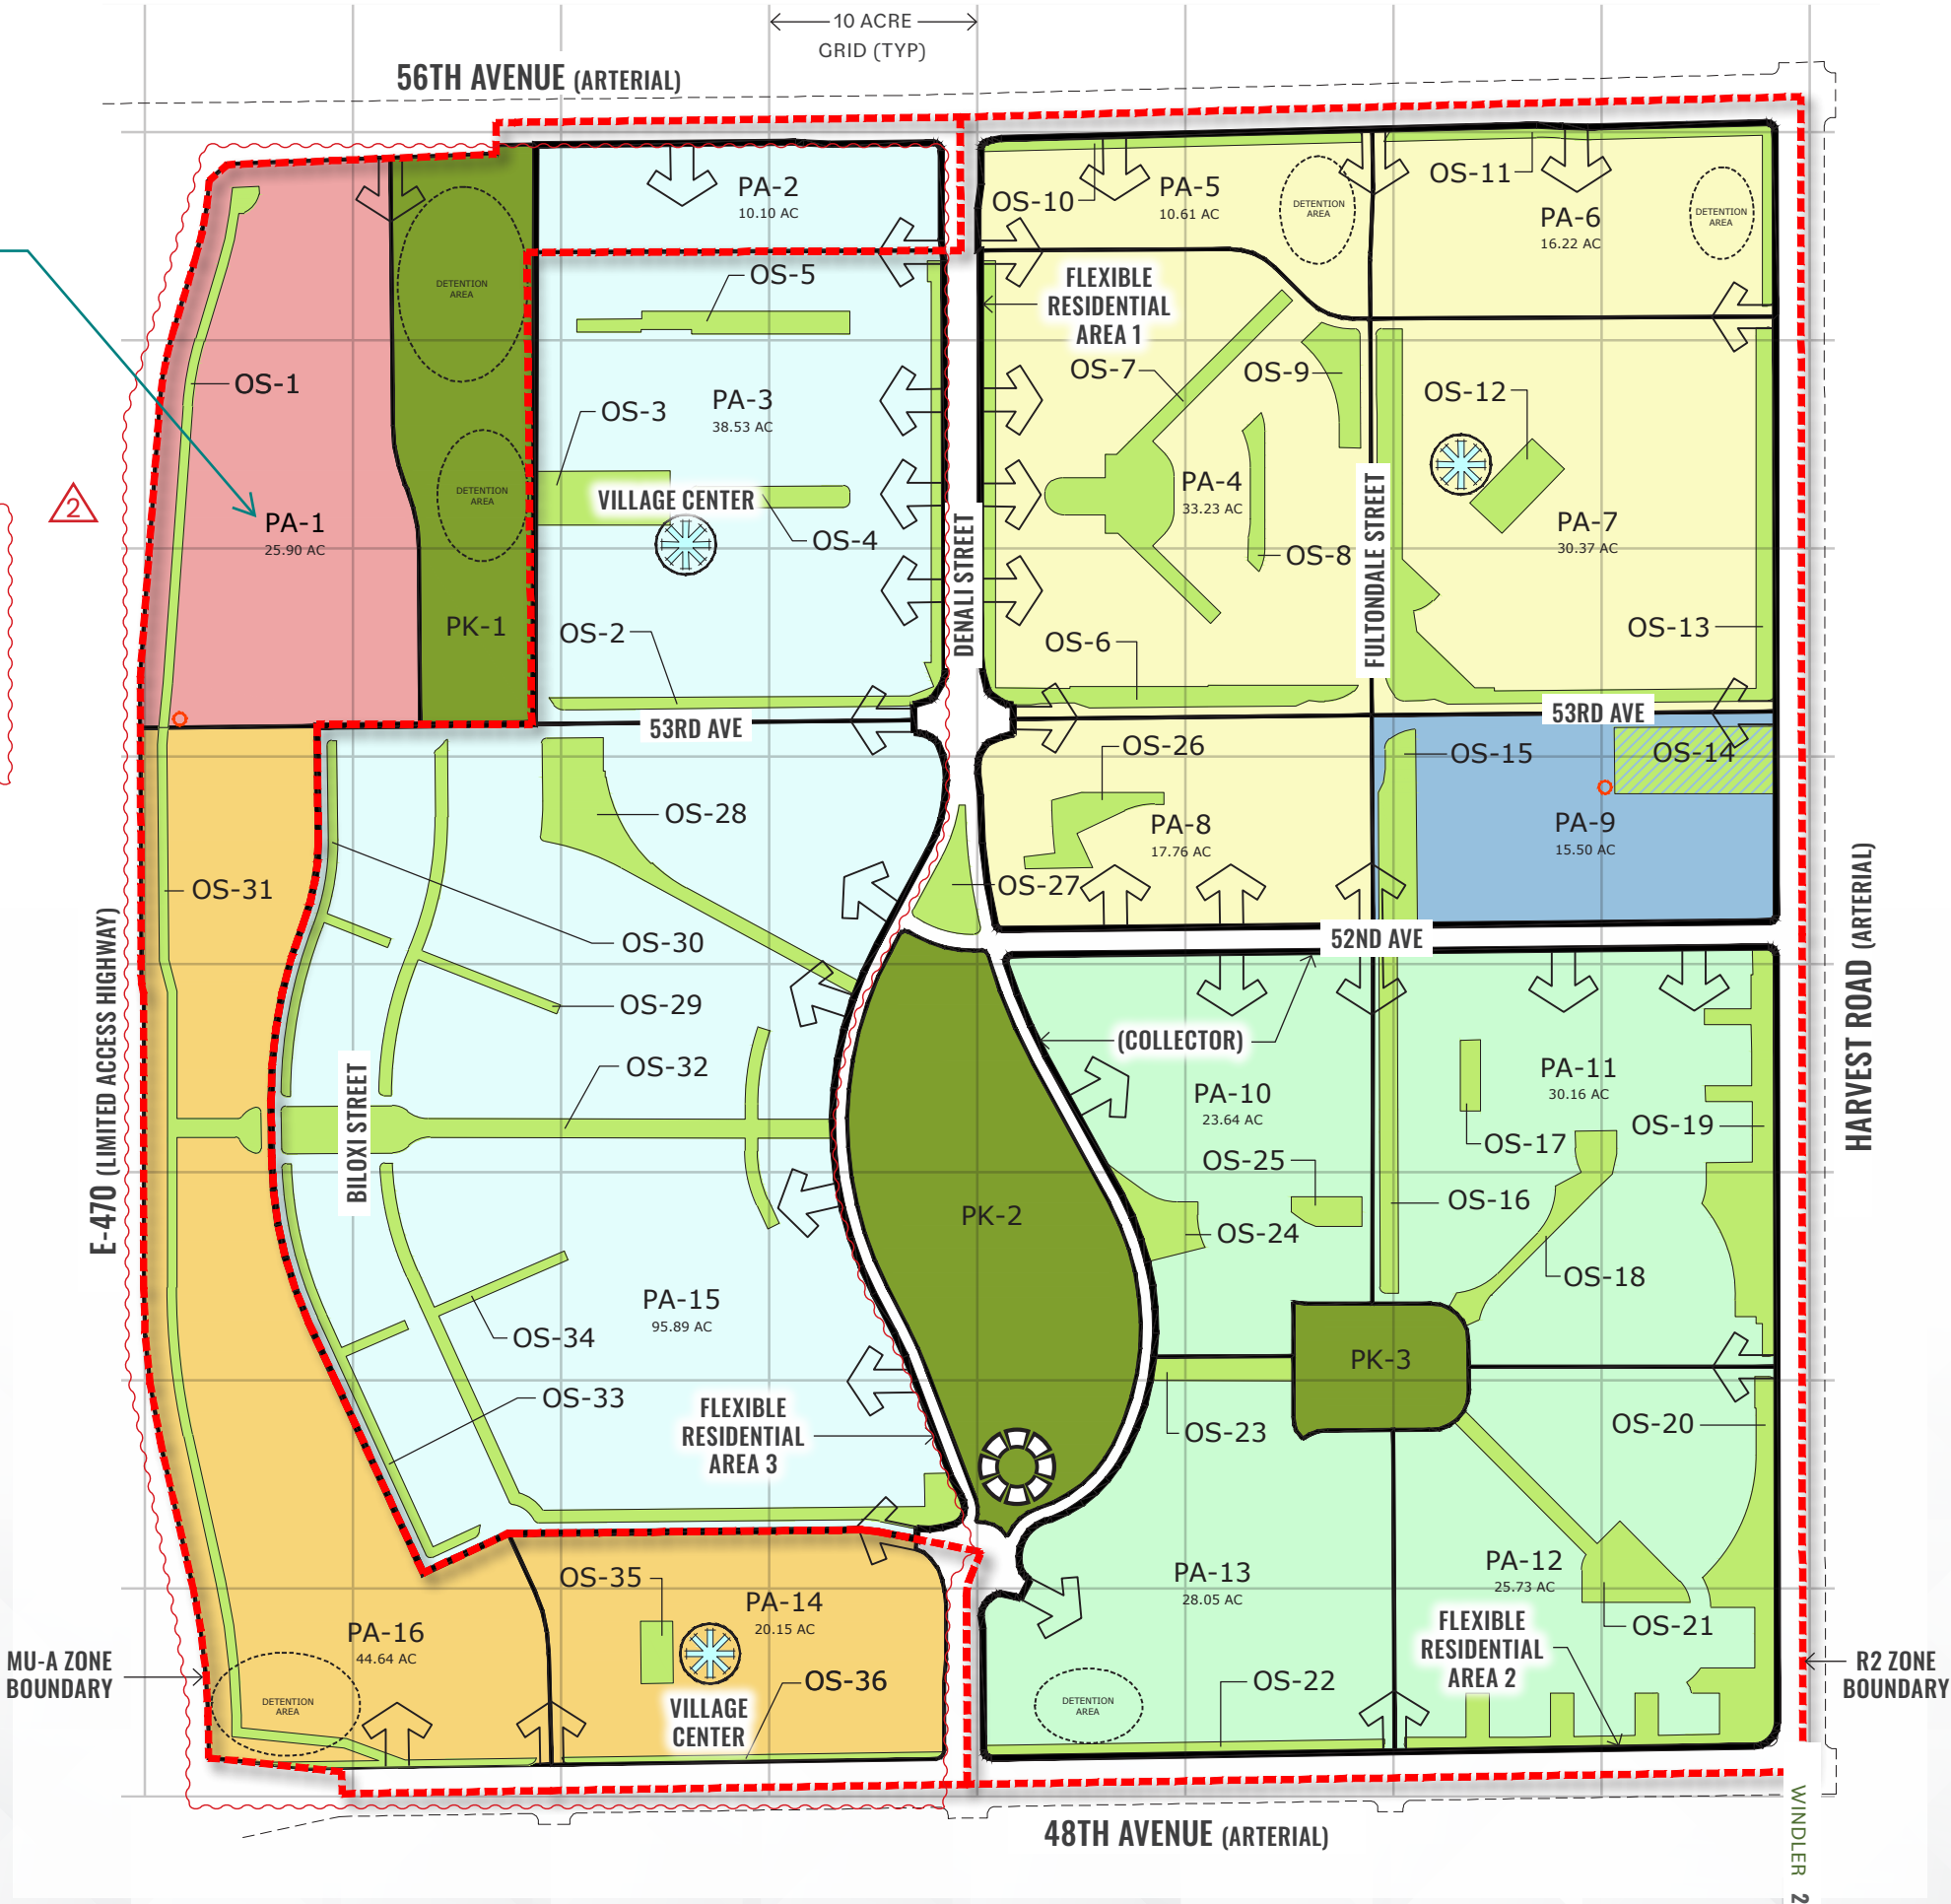 10 ACRE
GRID (TYP)
56TH AVENUE (ARTERIAL)
PA-2
10.10 AC
OS-10
PA-5
10.61 AC
DETENTION
AREA
OS-11
PA-6
16.22 AC
DETENTION
AREA
DETENTION
AREA
OS-5
FLEXIBLE
RESIDENTIAL
AREA 1
OS-1
OS-3
PA-3
38.53 AC
OS-7
OS-9
OS-12
2
PA-1
25.90 AC
DETENTION
AREA
VILLAGE CENTER
OS-4
PA-4
33.23 AC
OS-8
PA-7
30.37 AC
PK-1
OS-2
DENALI STREET
OS-6
FULTONDALE STREET
OS-13
53RD AVE
53RD AVE
OS-28
OS-26
OS-15
OS-14
PA-8
17.76 AC
PA-9
15.50 AC
OS-31
OS-27
OS-30
52ND AVE
OS-29
E-470 (LIMITED ACCESS HIGHWAY)
HARVEST ROAD (ARTERIAL)
(COLLECTOR)
OS-32
BILOXI STREET
PA-10
23.64 AC
PA-11
30.16 AC
OS-17
OS-19
OS-25
OS-16
PK-2
OS-24
OS-18
PA-15
95.89 AC
OS-34
PK-3
OS-33
FLEXIBLE
RESIDENTIAL
AREA 3
OS-23
OS-20
OS-35
PA-14
20.15 AC
PA-13
28.05 AC
PA-12
25.73 AC
OS-21
PA-16
44.64 AC
FLEXIBLE
RESIDENTIAL
AREA 2
MU-A ZONE
BOUNDARY
R2 ZONE
BOUNDARY
DETENTION
AREA
VILLAGE
CENTER
OS-36
DETENTION
AREA
OS-22
48TH AVENUE (ARTERIAL)
WINDLER 2